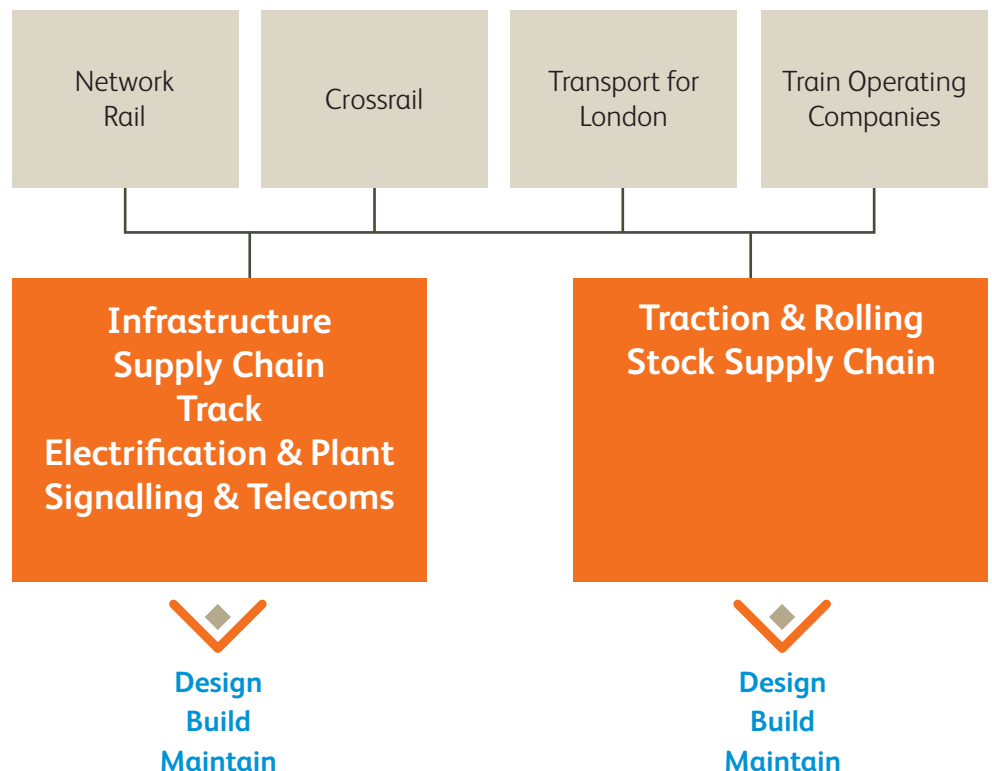 Network
Rail
Crossrail
Transport for
London
Train Operating
Companies
Infrastructure
Supply Chain
Track
Electrification & Plant
Signalling & Telecoms
Traction & Rolling
Stock Supply Chain
Design
Build
Maintain
Design
Build
Maintain